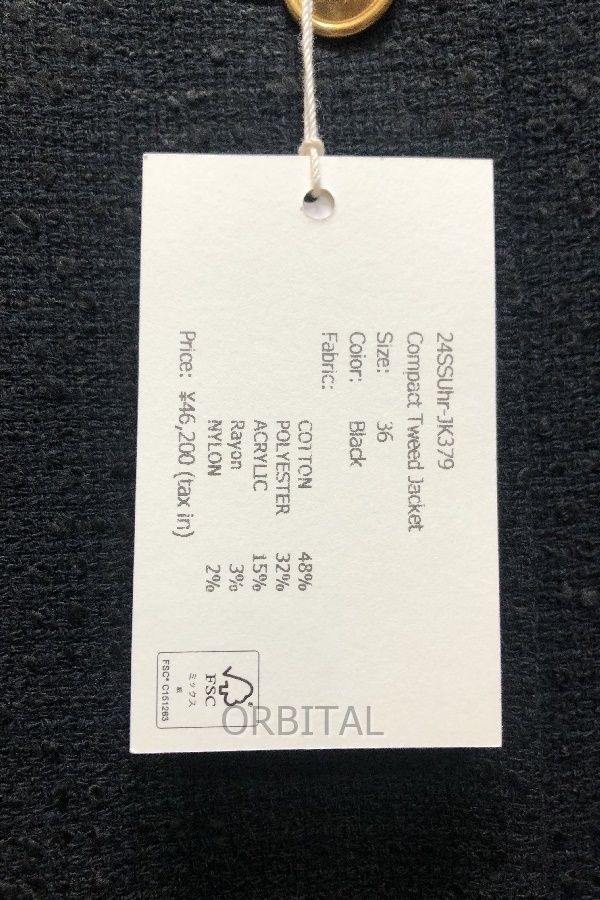 24SSUhr-JK379
Compact Tweed Jacket
Size: 36
Color: Black
Fabric:
COTTON 48%
POLYESTER 32%
ACRYLIC 15%
Rayon 3%
NYLON 2%
Price: ¥46,200 (tax in)
FSC
ミックス
紙
FSC® C151263
ORBITAL